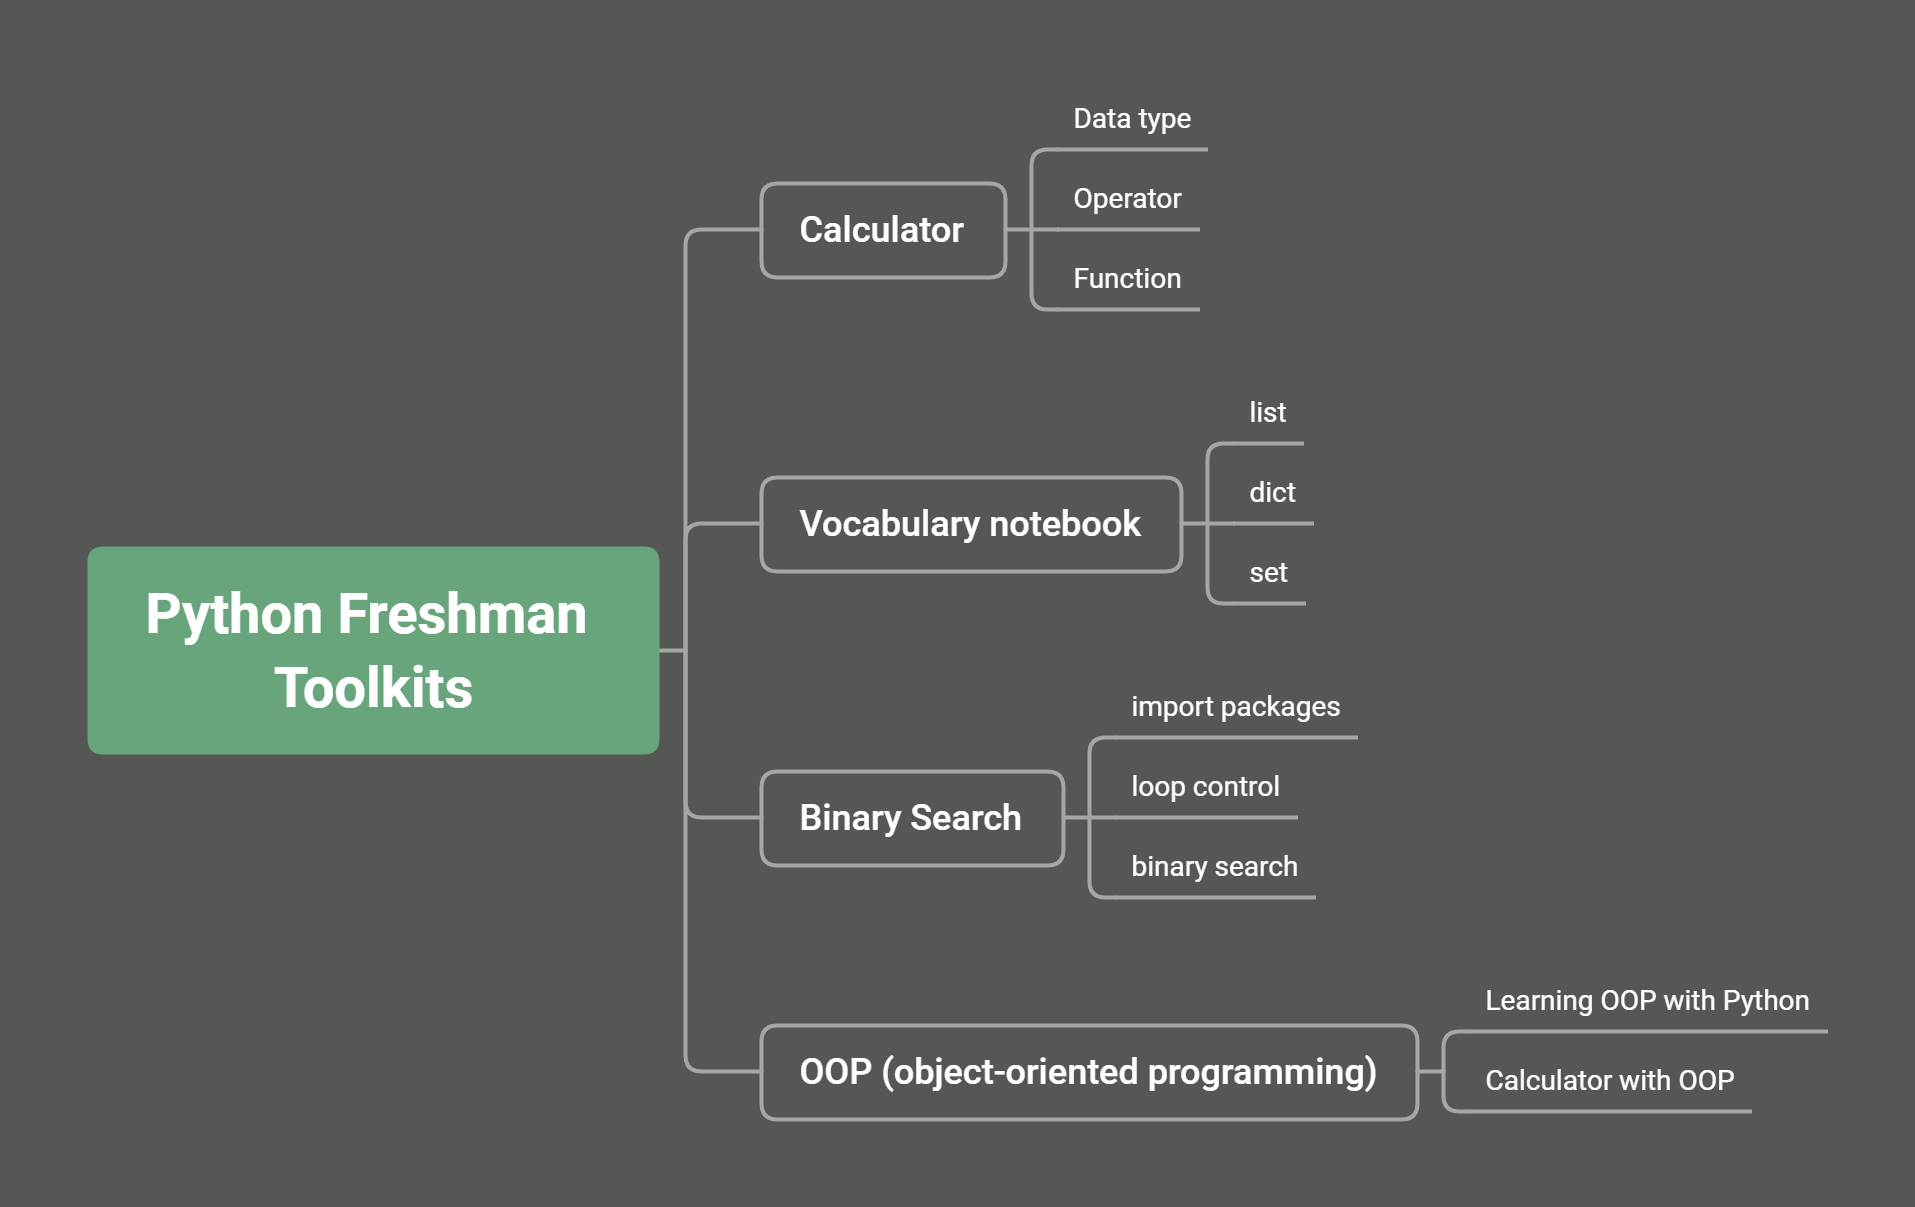 Python Freshman
Toolkits
Calculator
Data type
Operator
Function
Vocabulary notebook
list
dict
set
Binary Search
import packages
loop control
binary search
OOP (object-oriented programming)
Learning OOP with Python
Calculator with OOP